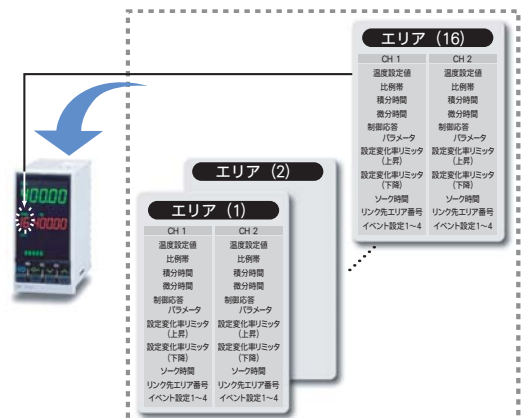 エリア (16)
CH 1 CH 2
温度設定値 温度設定値
比例帯 比例帯
積分時間 積分時間
微分時間 微分時間
制御応答 制御応答
パラメータ パラメータ
設定変化率リミッタ 設定変化率リミッタ
(上昇) (上昇)
設定変化率リミッタ 設定変化率リミッタ
(下降) (下降)
ソーク時間 ソーク時間
リンク先エリア番号 リンク先エリア番号
イベント設定1〜4 イベント設定1〜4
エリア (2)
エリア (1)
CH 1 CH 2
温度設定値 温度設定値
比例帯 比例帯
積分時間 積分時間
微分時間 微分時間
制御応答 制御応答
パラメータ パラメータ
設定変化率リミッタ 設定変化率リミッタ
(上昇) (上昇)
設定変化率リミッタ 設定変化率リミッタ
(下降) (下降)
ソーク時間 ソーク時間
リンク先エリア番号 リンク先エリア番号
イベント設定1〜4 イベント設定1〜4
400.00
16 400.00